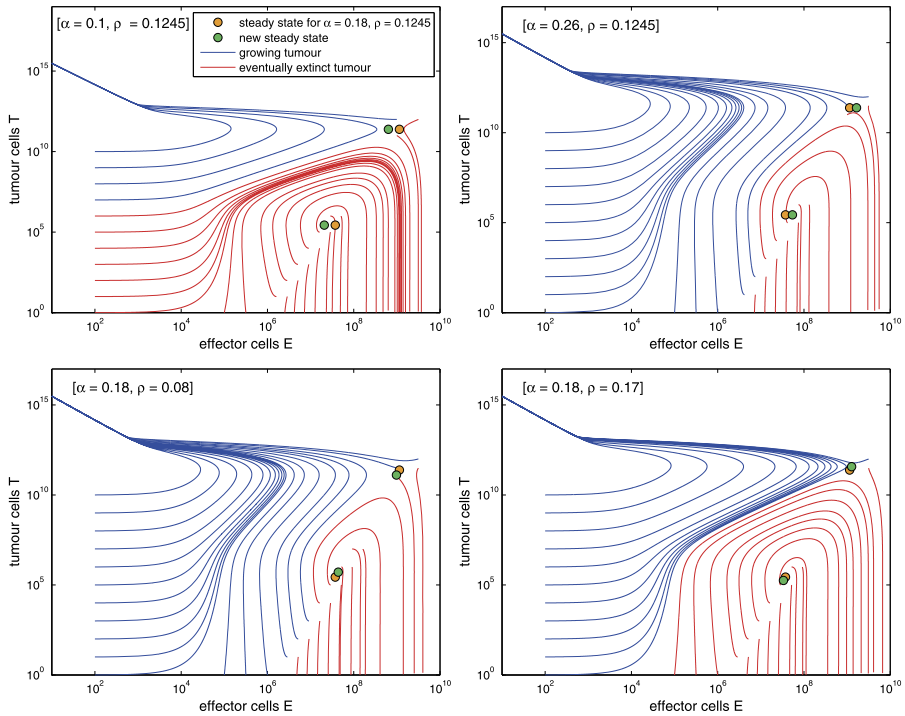 [α = 0.1, ρ = 0.1245]
steady state for α = 0.18, ρ = 0.1245
new steady state
growing tumour
eventually extinct tumour
tumour cells T
10^15
10^10
10^5
10^0
10^2
10^4
10^6
10^8
10^10
effector cells E
[α = 0.26, ρ = 0.1245]
tumour cells T
10^15
10^10
10^5
10^0
10^2
10^4
10^6
10^8
10^10
effector cells E
[α = 0.18, ρ = 0.08]
tumour cells T
10^15
10^10
10^5
10^0
10^2
10^4
10^6
10^8
10^10
effector cells E
[α = 0.18, ρ = 0.17]
tumour cells T
10^15
10^10
10^5
10^0
10^2
10^4
10^6
10^8
10^10
effector cells E